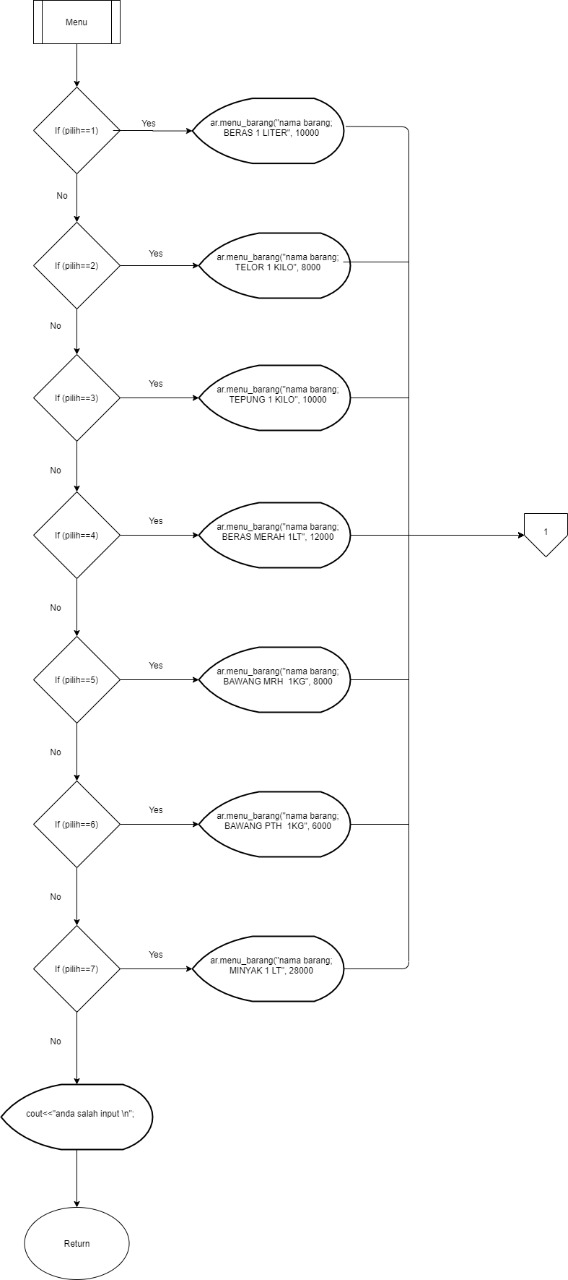 Menu
If (pilih==1)
Yes
ar.menu_barang("nama barang;
BERAS 1 LITER", 10000
No
If (pilih==2)
Yes
ar.menu_barang("nama barang;
TELOR 1 KILO", 8000
No
If (pilih==3)
Yes
ar.menu_barang("nama barang;
TEPUNG 1 KILO", 10000
No
If (pilih==4)
Yes
ar.menu_barang("nama barang;
BERAS MERAH 1LT", 12000
1
No
If (pilih==5)
Yes
ar.menu_barang("nama barang;
BAWANG MRH  1KG", 8000
No
If (pilih==6)
Yes
ar.menu_barang("nama barang;
BAWANG PTH  1KG", 6000
No
If (pilih==7)
Yes
ar.menu_barang("nama barang;
MINYAK 1 LT", 28000
No
cout<<"anda salah input \n";
Return